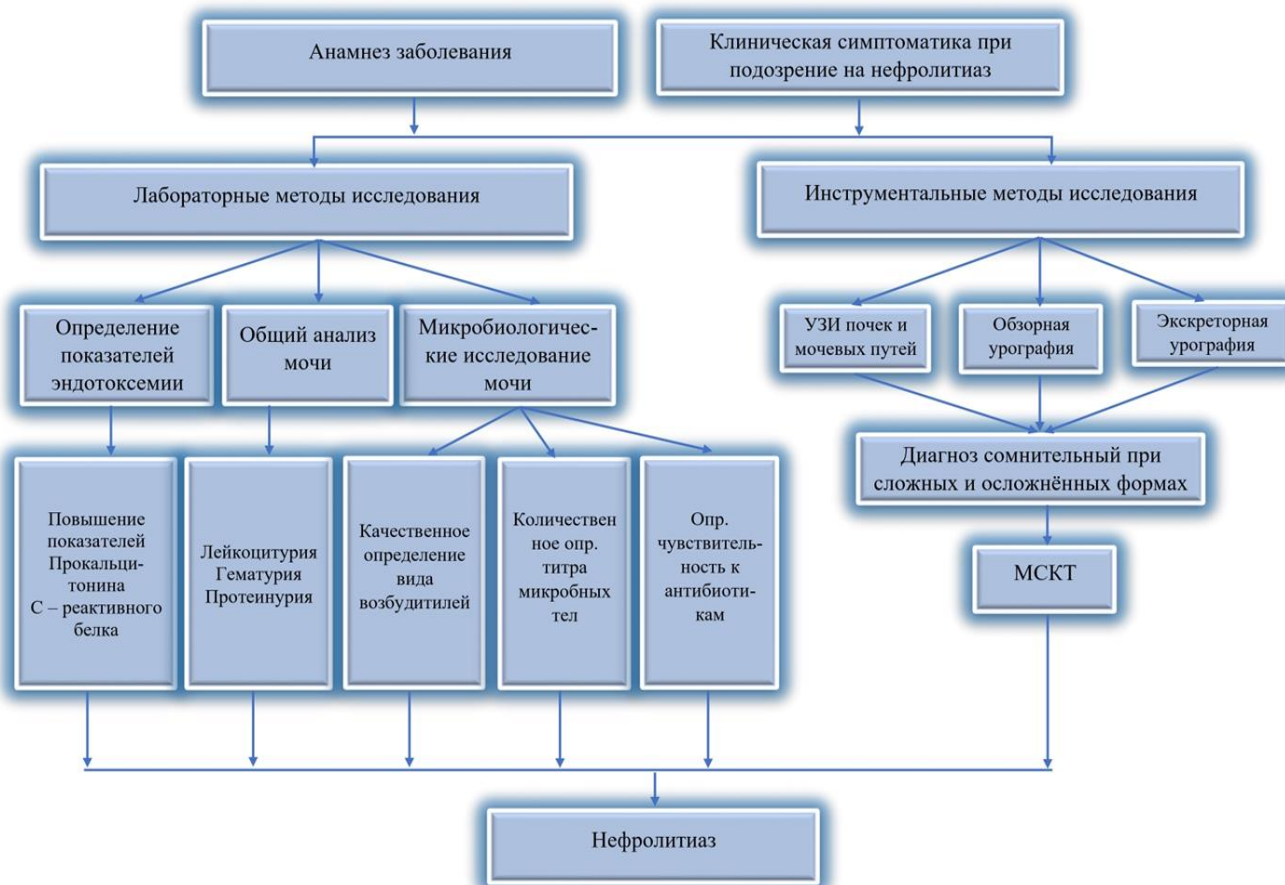 Анамнез заболевания
Клиническая симптоматика при
подозрение на нефролитиаз
Лабораторные методы исследования
Инструментальные методы исследования
Определение
показателей
эндотоксемии
Общий анализ
мочи
Микробиологичес-
кие исследование
мочи
УЗИ почек и
мочевых путей
Обзорная
урография
Экскреторная
урография
Диагноз сомнительный при
сложных и осложнённых формах
Повышение
показателей
Прокальци-
тонина
С – реактивного
белка
Лейкоцитурия
Гематурия
Протеинурия
Качественное
определение
вида
возбудитилей
Количествен
ное опр.
титра
микробных
тел
Опр.
чувствитель-
ность к
антибиоти-
кам
МСКТ
Нефролитиаз